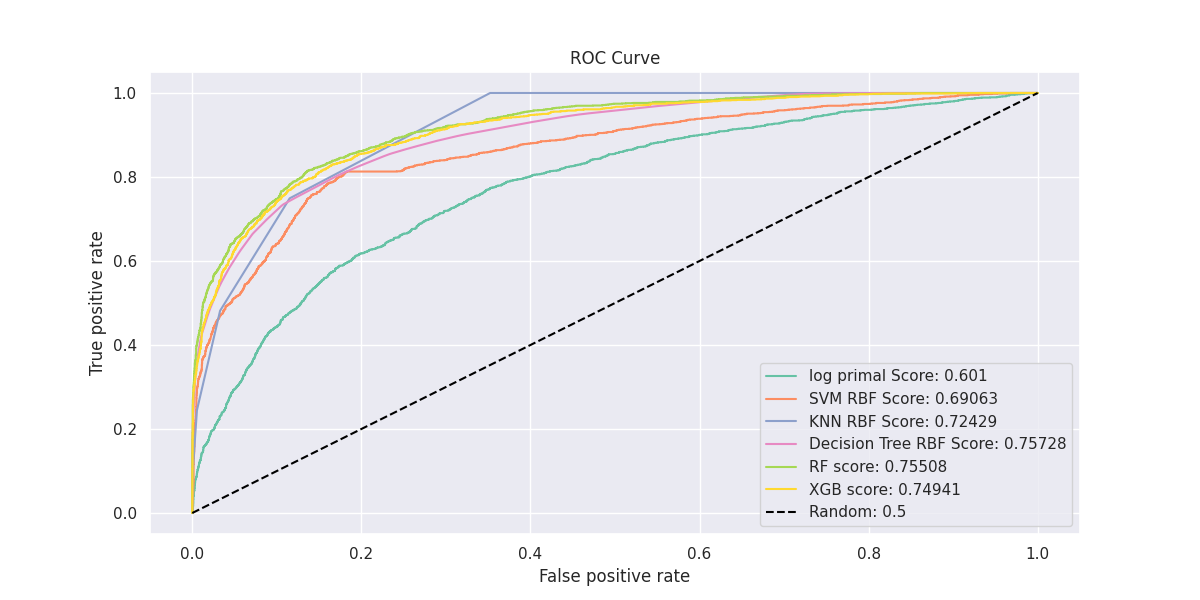 ROC Curve
1.0
0.8
0.6
0.4
0.2
0.0
True positive rate
log primal Score: 0.601
SVM RBF Score: 0.69063
KNN RBF Score: 0.72429
Decision Tree RBF Score: 0.75728
RF score: 0.75508
XGB score: 0.74941
Random: 0.5
0.0 0.2 0.4 0.6 0.8 1.0
False positive rate